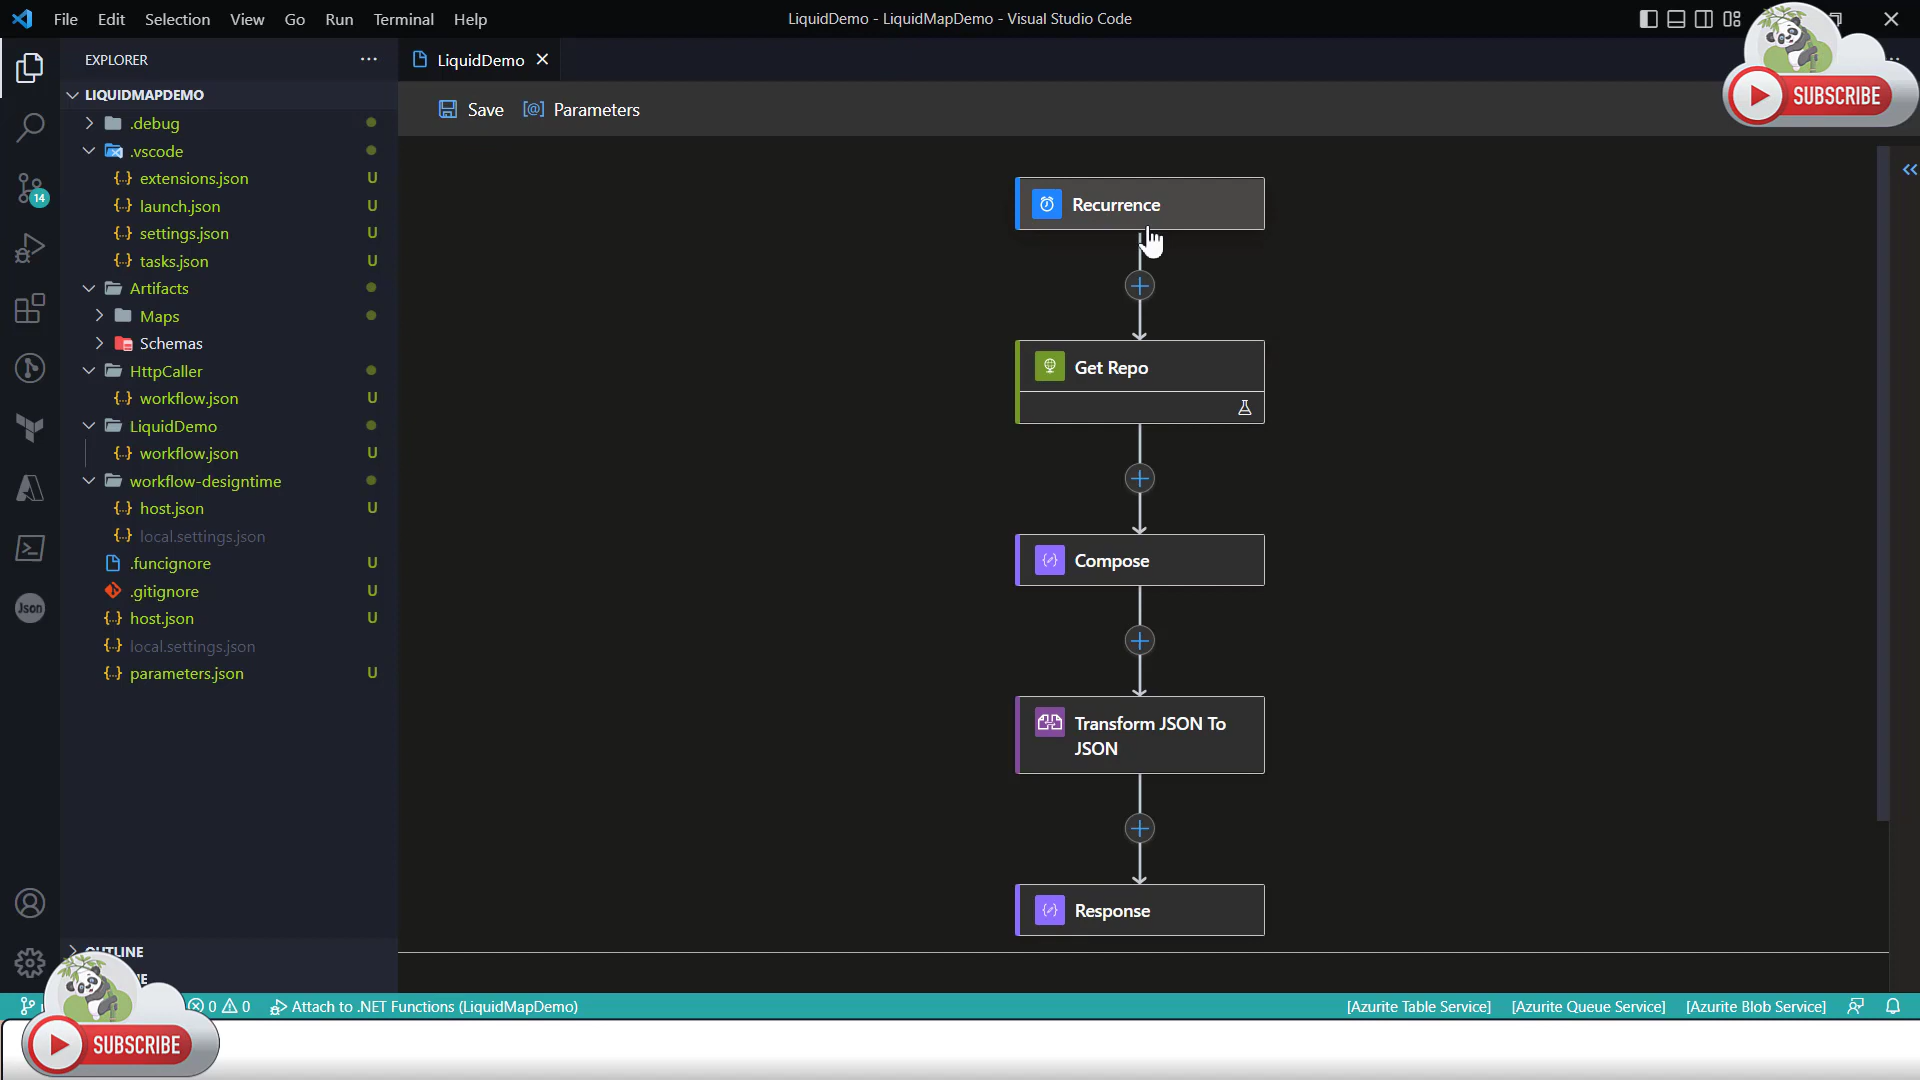 File Edit Selection View Go Run Terminal Help
LiquidDemo - LiquidMapDemo - Visual Studio Code
SUBSCRIBE
EXPLORER
LiquidDemo
LIQUIDMAPDEMO
Save
Parameters
.debug
.vscode
extensions.json U
launch.json U
settings.json U
tasks.json U
Artifacts
Maps
Schemas
HttpCaller
workflow.json U
LiquidDemo
workflow.json U
workflow-designtime
host.json U
local.settings.json
.funcignore U
.gitignore U
host.json U
local.settings.json
parameters.json U
14
Json
Recurrence
Get Repo
Compose
Transform JSON To
JSON
Response
OUTLINE
0 0
Attach to .NET Functions (LiquidMapDemo)
[Azurite Table Service] [Azurite Queue Service] [Azurite Blob Service]
SUBSCRIBE